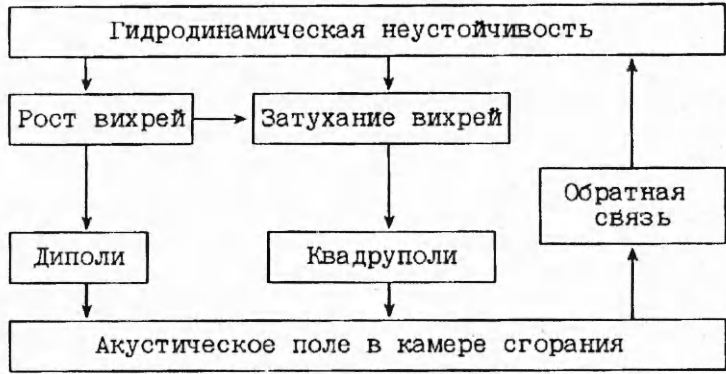 Гидродинамическая неустойчивость
Рост вихрей
Затухание вихрей
Обратная
связь
Диполи
Квадруполи
Акустическое поле в камере сгорания